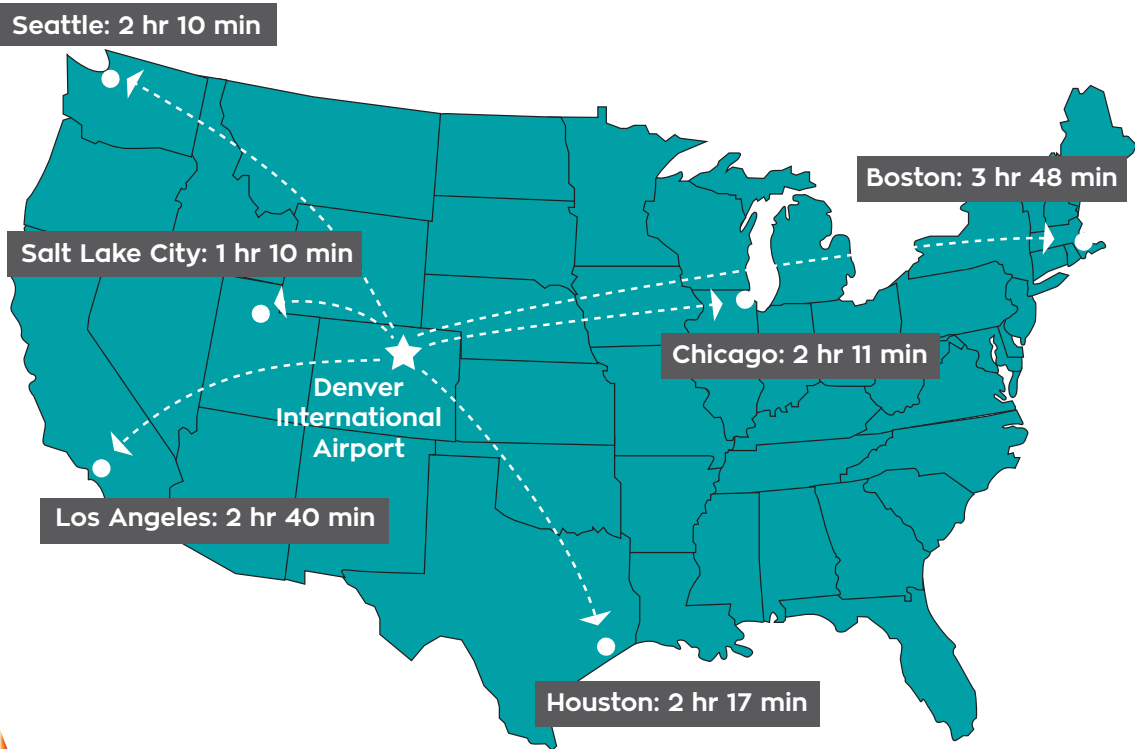 Seattle: 2 hr 10 min
Boston: 3 hr 48 min
Salt Lake City: 1 hr 10 min
Chicago: 2 hr 11 min
Denver
International
Airport
Los Angeles: 2 hr 40 min
Houston: 2 hr 17 min